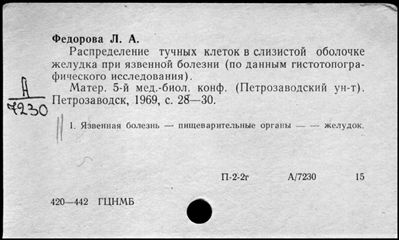 Федорова Л. А.
Распределение тучных клеток в слизистой оболочке
желудка при язвенной болезни (по данным гистотопогра-
фического исследования).
Матер. 5-й мед.-биол. конф. (Петрозаводский ун-т).
Петрозаводск, 1969, с. 28—30.
А
7230
1. Язвенная болезнь — пищеварительные органы — — желудок.
П-2-2г А/7230 15
420—442 ГЦНМБ